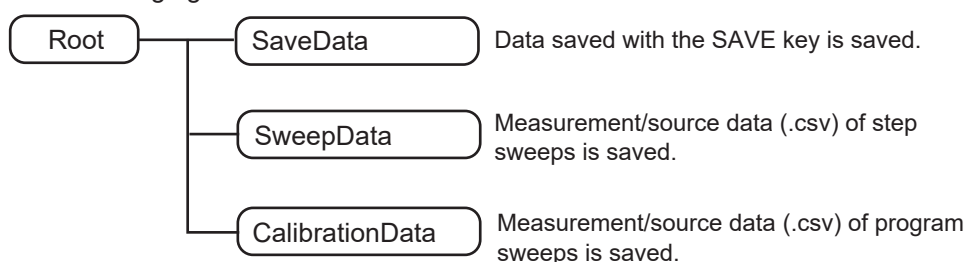 Root
SaveData
Data saved with the SAVE key is saved.
SweepData
Measurement/source data (.csv) of step
sweeps is saved.
CalibrationData
Measurement/source data (.csv) of program
sweeps is saved.